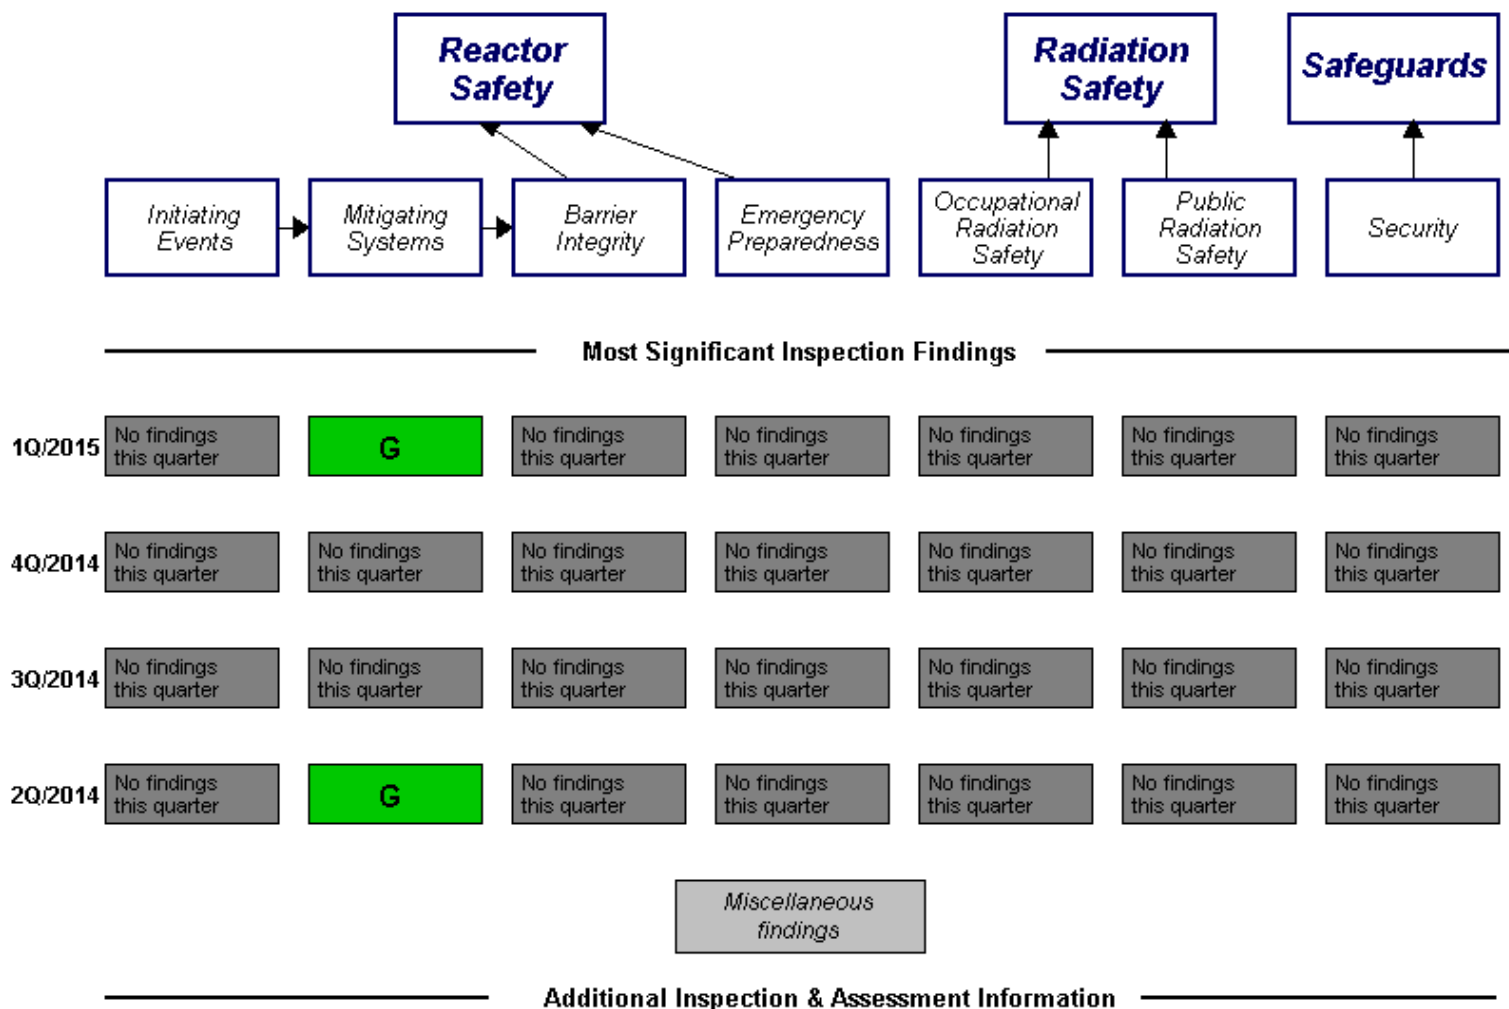 Reactor
Safety
Radiation
Safety
Safeguards
Initiating
Events
Mitigating
Systems
Barrier
Integrity
Emergency
Preparedness
Occupational
Radiation
Safety
Public
Radiation
Safety
Security
Most Significant Inspection Findings
1Q/2015
No findings
this quarter
G
No findings
this quarter
No findings
this quarter
No findings
this quarter
No findings
this quarter
No findings
this quarter
4Q/2014
No findings
this quarter
No findings
this quarter
No findings
this quarter
No findings
this quarter
No findings
this quarter
No findings
this quarter
No findings
this quarter
3Q/2014
No findings
this quarter
No findings
this quarter
No findings
this quarter
No findings
this quarter
No findings
this quarter
No findings
this quarter
No findings
this quarter
2Q/2014
No findings
this quarter
G
No findings
this quarter
No findings
this quarter
No findings
this quarter
No findings
this quarter
No findings
this quarter
Miscellaneous
findings
Additional Inspection & Assessment Information